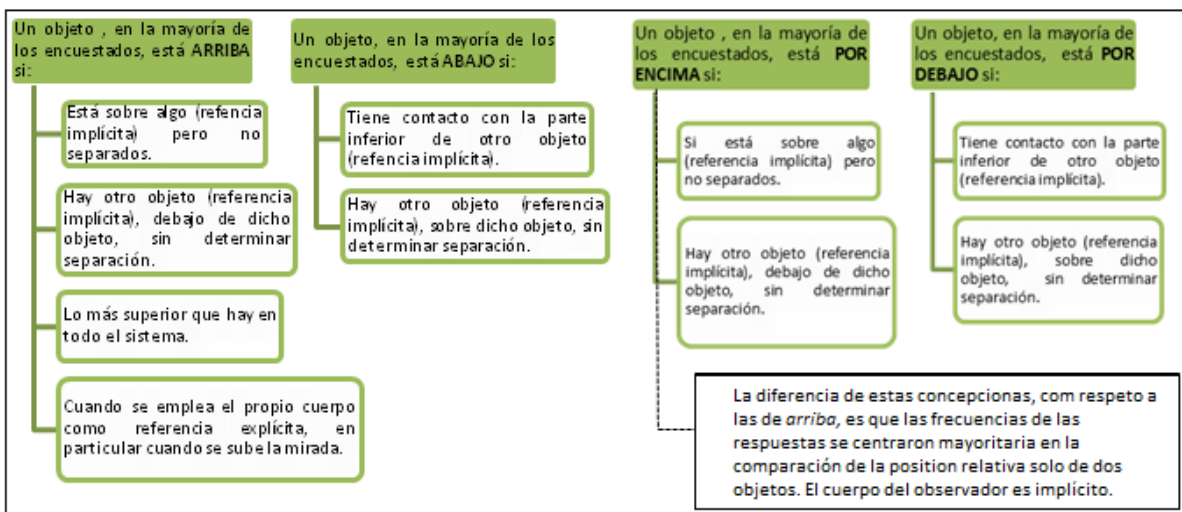 Un objeto , en la mayoría de
los encuestados, está ARRIBA
si:
Está sobre algo (refencia
implícita) pero no
separados.
Hay otro objeto (referencia
implícita), debajo de dicho
objeto, sin determinar
separación.
Lo más superior que hay en
todo el sistema.
Cuando se emplea el propio cuerpo
como referencia explícita, en
particular cuando se sube la mirada.
Un objeto, en la mayoría de los
encuestados, está ABAJO si:
Tiene contacto con la parte
inferior de otro objeto
(refencia implícita).
Hay otro objeto (referencia
implícita), sobre dicho objeto, sin
determinar separación.
Un objeto , en la mayoría de
los encuestados, está POR
ENCIMA si:
Si está sobre algo
(referencia implícita) pero
no separados.
Hay otro objeto (referencia
implícita), debajo de dicho
objeto, sin determinar
separación.
Un objeto, en la mayoría de
los encuestados, está POR
DEBAJO si:
Tiene contacto con la parte
inferior de otro objeto
(referencia implícita).
Hay otro objeto (referencia
implícita), sobre dicho
objeto, sin determinar
separación.
La diferencia de estas concepcionas, com respeto a
las de arriba, es que las frecuencias de las
respuestas se centraron mayoritaria en la
comparación de la position relativa solo de dos
objetos. El cuerpo del observador es implícito.